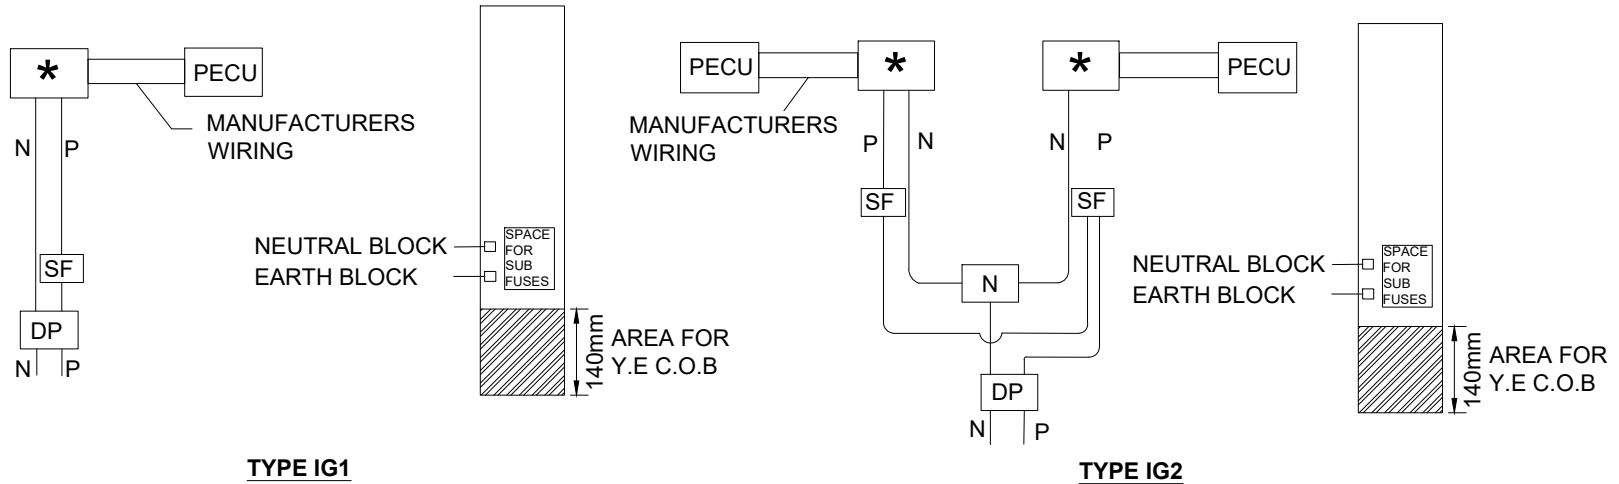 *
PECU
MANUFACTURERS
WIRING
N
P
SF
DP
N
P
NEUTRAL BLOCK
EARTH BLOCK
SPACE
FOR
SUB
FUSES
140mm
AREA FOR
Y.E C.O.B
TYPE IG1
PECU
*
*
PECU
MANUFACTURERS
WIRING
P
N
N
P
SF
SF
N
DP
N
P
NEUTRAL BLOCK
EARTH BLOCK
SPACE
FOR
SUB
FUSES
140mm
AREA FOR
Y.E C.O.B
TYPE IG2